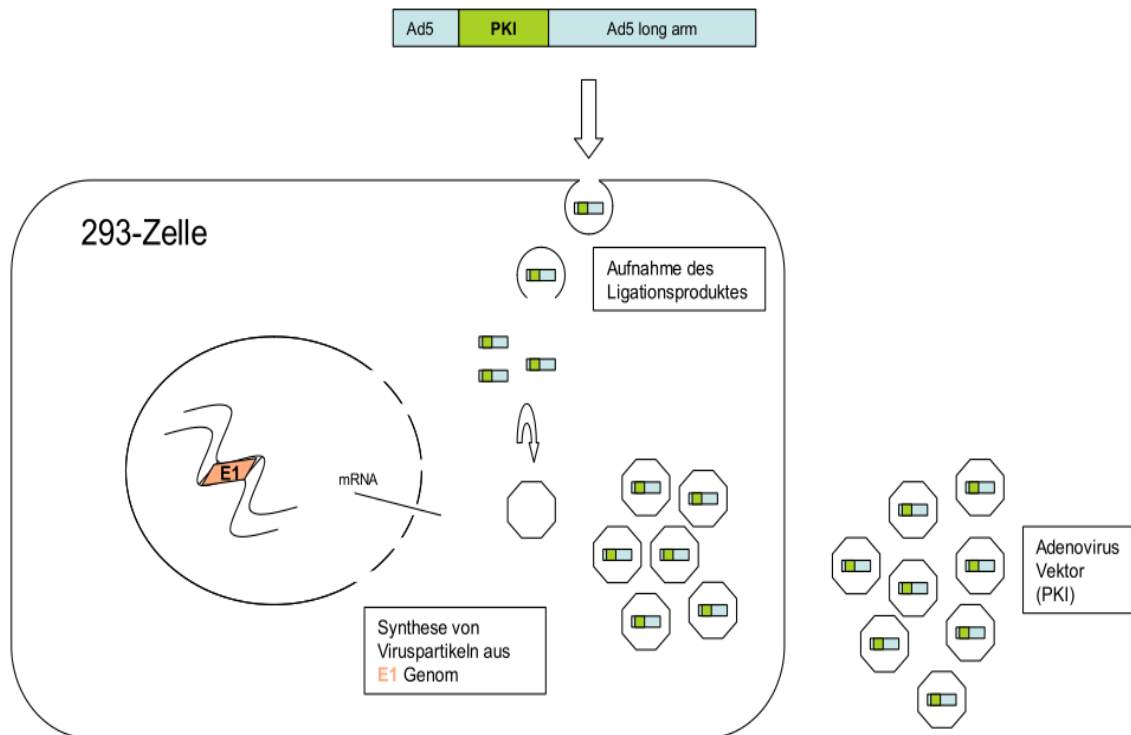 Ad5 PKI Ad5 long arm
293-Zelle
Aufnahme des
Ligationsproduktes
E1
mRNA
Adenovirus
Vektor
(PKI)
Synthese von
Viruspartikeln aus
E1 Genom